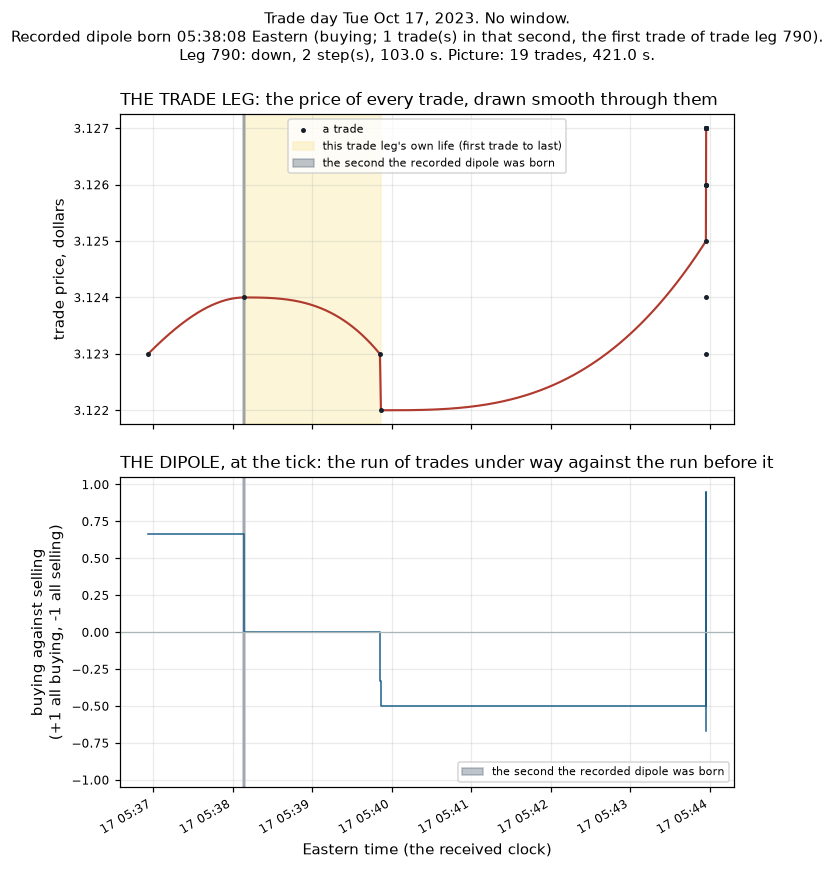 Trade day Tue Oct 17, 2023. No window.
Recorded dipole born 05:38:08 Eastern (buying; 1 trade(s) in that second, the first trade of trade leg 790).
Leg 790: down, 2 step(s), 103.0 s. Picture: 19 trades, 421.0 s.
THE TRADE LEG: the price of every trade, drawn smooth through them
trade price, dollars
3.127
3.126
3.125
3.124
3.123
3.122
a trade
this trade leg's own life (first trade to last)
the second the recorded dipole was born
THE DIPOLE, at the tick: the run of trades under way against the run before it
buying against selling
(+1 all buying, -1 all selling)
1.00
0.75
0.50
0.25
0.00
−0.25
−0.50
−0.75
−1.00
the second the recorded dipole was born
17 05:37
17 05:38
17 05:39
17 05:40
17 05:41
17 05:42
17 05:43
17 05:44
Eastern time (the received clock)